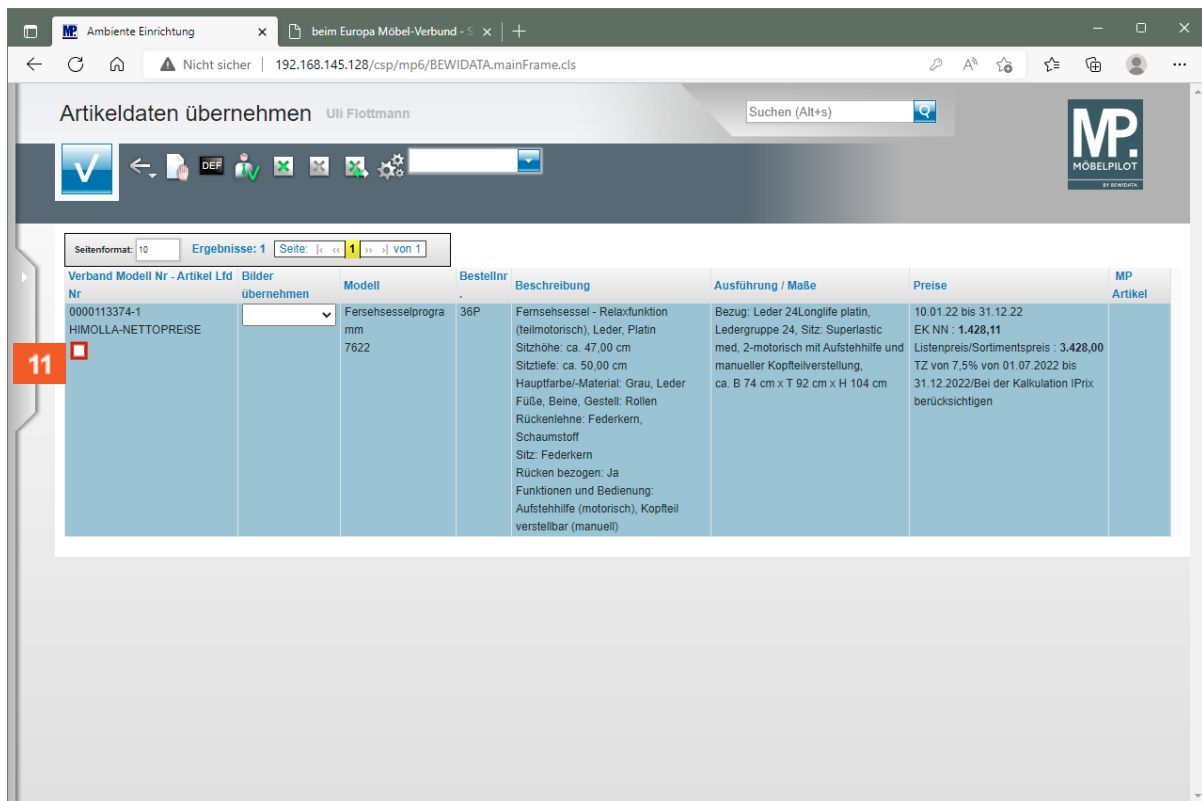 Ambiente Einrichtung
beim Europa Möbel-Verbund - S
Nicht sicher | 192.168.145.128/csp/mp6/BEWIDATA.mainFrame.cls
Artikeldaten übernehmen Uli Flottmann
Suchen (Alt+s)
DEF
MP.
MÖBELPILOT
BY BEWIDATA
Seitenformat: 10 Ergebnisse: 1 Seite: |‹ ‹‹ 1 ›› ›| von 1
Verband Modell Nr - Artikel Lfd
Nr
Bilder
übernehmen
Modell
Bestellnr
.
Beschreibung
Ausführung / Maße
Preise
MP
Artikel
0000113374-1
HIMOLLA-NETTOPREiSE
11
Fersehsesselprogra
mm
7622
36P
Fernsehsessel - Relaxfunktion
(teilmotorisch), Leder, Platin
Sitzhöhe: ca. 47,00 cm
Sitztiefe: ca. 50,00 cm
Hauptfarbe/-Material: Grau, Leder
Füße, Beine, Gestell: Rollen
Rückenlehne: Federkern,
Schaumstoff
Sitz: Federkern
Rücken bezogen: Ja
Funktionen und Bedienung:
Aufstehhilfe (motorisch), Kopfteil
verstellbar (manuell)
Bezug: Leder 24Longlife platin,
Ledergruppe 24, Sitz: Superlastic
med, 2-motorisch mit Aufstehhilfe und
manueller Kopfteilverstellung,
ca. B 74 cm x T 92 cm x H 104 cm
10.01.22 bis 31.12.22
EK NN : 1.428,11
Listenpreis/Sortimentspreis : 3.428,00
TZ von 7,5% von 01.07.2022 bis
31.12.2022/Bei der Kalkulation IPrix
berücksichtigen